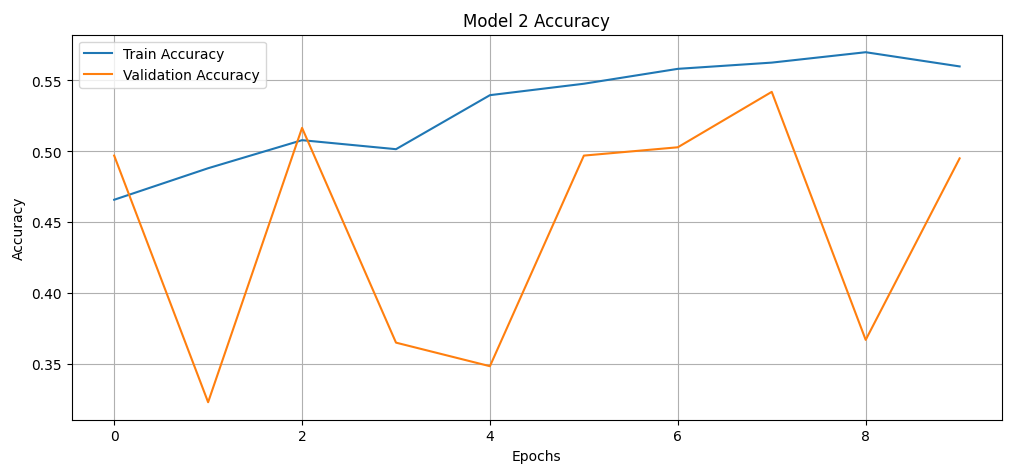 Model 2 Accuracy
Train Accuracy
Validation Accuracy
0.55
0.50
0.45
0.40
0.35
Accuracy
0 2 4 6 8
Epochs